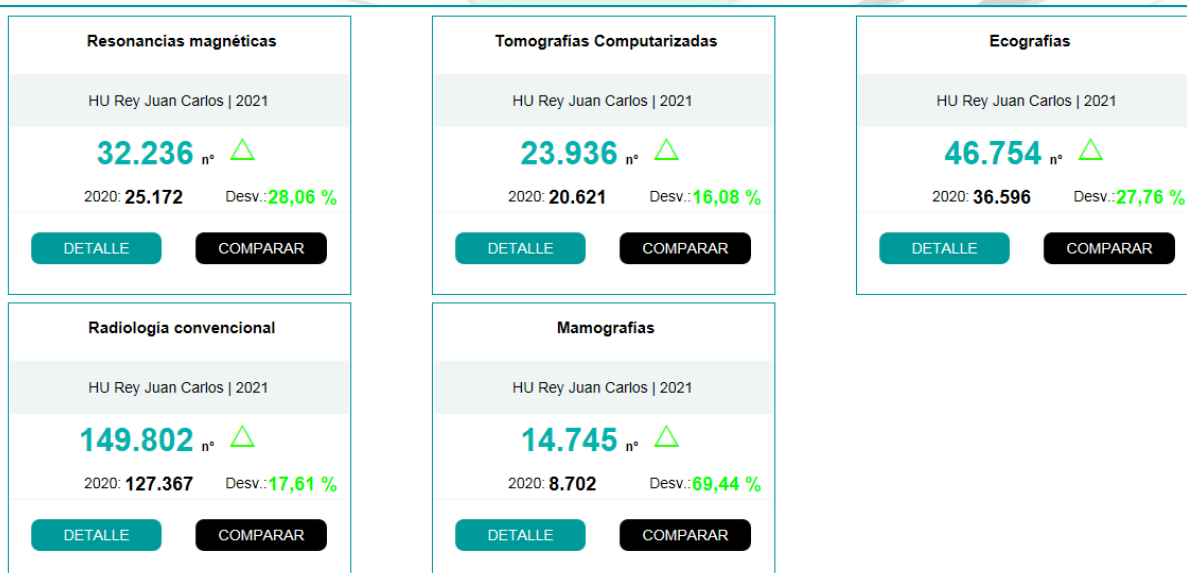 Resonancias magnéticas
HU Rey Juan Carlos | 2021
32.236 nº
2020: 25.172 Desv.:28,06 %
DETALLE COMPARAR
Tomografías Computarizadas
HU Rey Juan Carlos | 2021
23.936 nº
2020: 20.621 Desv.:16,08 %
DETALLE COMPARAR
Ecografías
HU Rey Juan Carlos | 2021
46.754 nº
2020: 36.596 Desv.:27,76 %
DETALLE COMPARAR
Radiología convencional
HU Rey Juan Carlos | 2021
149.802 nº
2020: 127.367 Desv.:17,61 %
DETALLE COMPARAR
Mamografías
HU Rey Juan Carlos | 2021
14.745 nº
2020: 8.702 Desv.:69,44 %
DETALLE COMPARAR